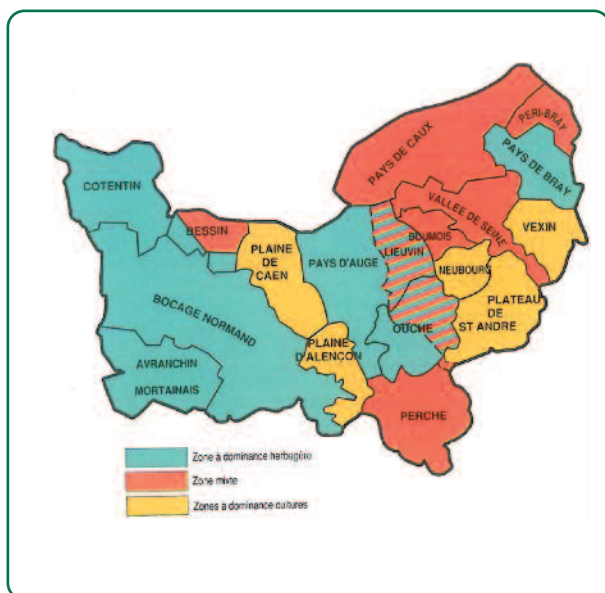 PERI-BRAY
PAYS DE CAUX
PAYS DE BRAY
COTENTIN
VALLEE DE SEINE
BESSIN
VEXIN
ROUMOIS
PLAINE
DE
CAEN
LIEUVIN
PAYS D'AUGE
NEUBOURG
BOCAGE NORMAND
PLATEAU
DE
ST ANDRE
OUCHE
PLAINE
D'ALENÇON
AVRANCHIN
MORTAINAIS
PERCHE
Zone à dominance herbagère
Zone mixte
Zones à dominance cultures